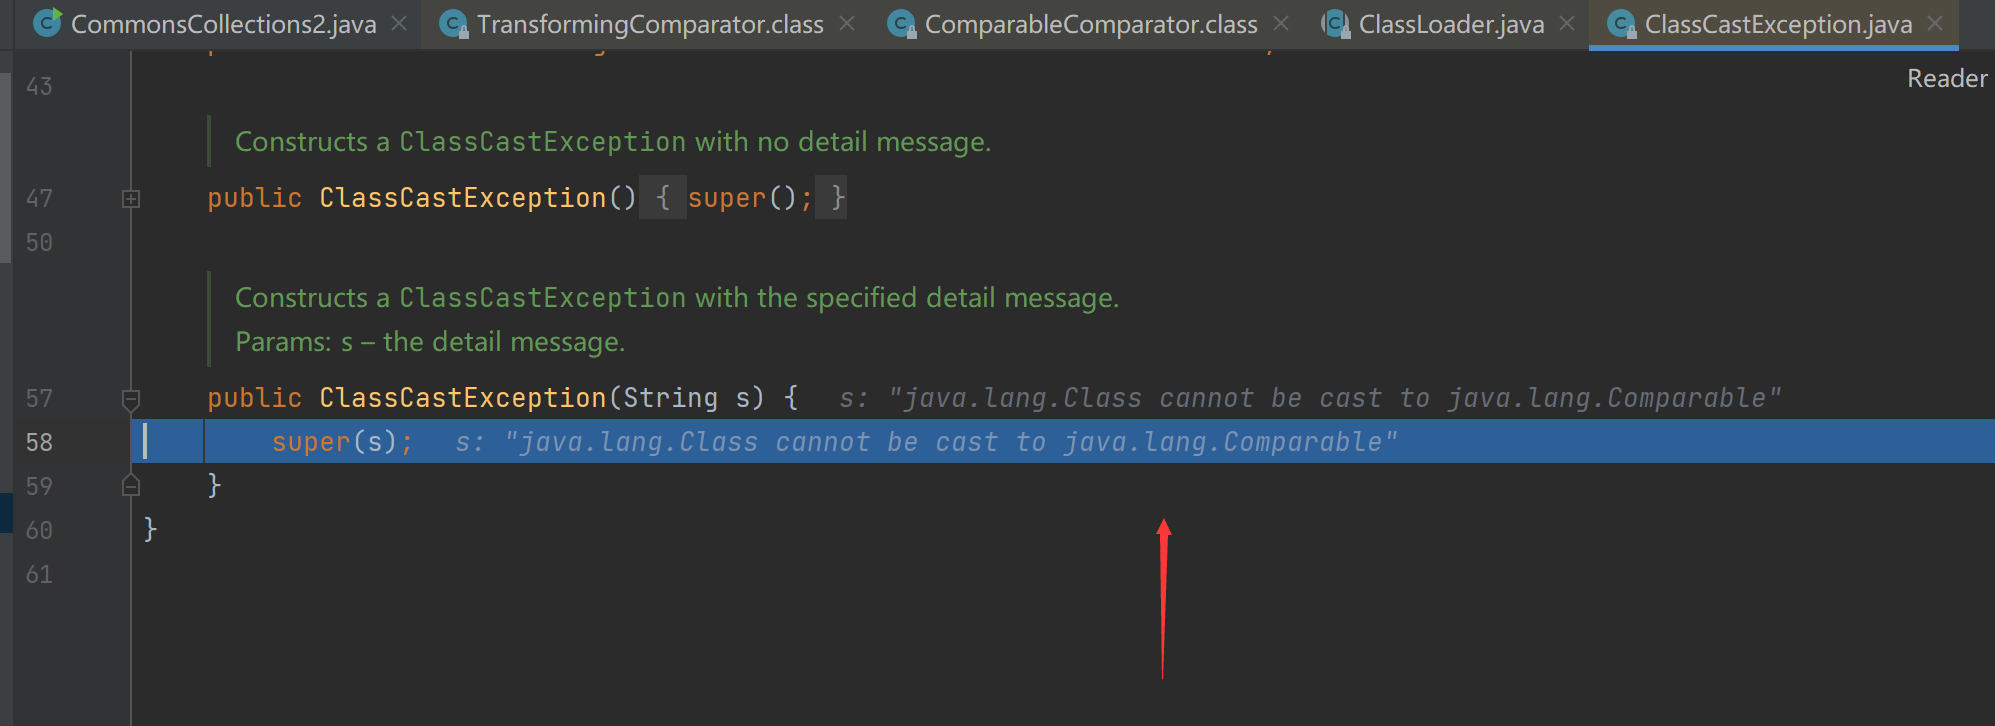 CommonsCollections2.java TransformingComparator.class ComparableComparator.class ClassLoader.java ClassCastException.java
Reader
43
Constructs a ClassCastException with no detail message.
47 public ClassCastException() { super(); }
50
Constructs a ClassCastException with the specified detail message.
Params: s – the detail message.
57 public ClassCastException(String s) { s: "java.lang.Class cannot be cast to java.lang.Comparable"
58 super(s); s: "java.lang.Class cannot be cast to java.lang.Comparable"
59 }
60 }
61